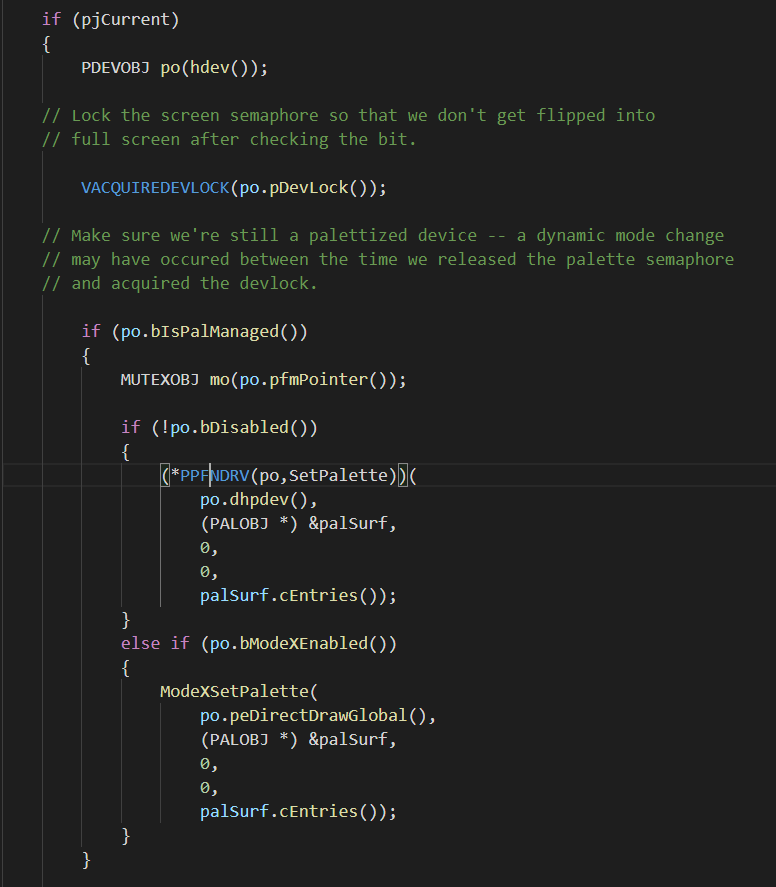 if (pjCurrent)
{
PDEVOBJ po(hdev());
// Lock the screen semaphore so that we don't get flipped into
// full screen after checking the bit.
VACQUIREDEVLOCK(po.pDevLock());
// Make sure we're still a palettized device -- a dynamic mode change
// may have occured between the time we released the palette semaphore
// and acquired the devlock.
if (po.bIsPalManaged())
{
MUTEXOBJ mo(po.pfmPointer());
if (!po.bDisabled())
{
(*PPFNDRV(po,SetPalette))(
po.dhpdev(),
(PALOBJ *) &palSurf,
0,
0,
palSurf.cEntries());
}
else if (po.bModeXEnabled())
{
ModeXSetPalette(
po.peDirectDrawGlobal(),
(PALOBJ *) &palSurf,
0,
0,
palSurf.cEntries());
}
}